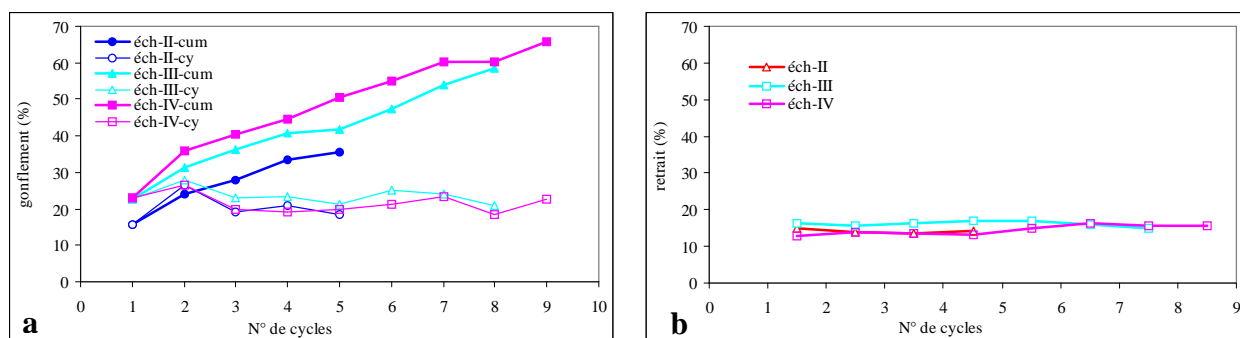 70
60
50
40
30
20
10
0
gonflement (%)
éch-II-cum
éch-II-cy
éch-III-cum
éch-III-cy
éch-IV-cum
éch-IV-cy
0 1 2 3 4 5 6 7 8 9 10
N° de cycles
a
70
60
50
40
30
20
10
0
retrait (%)
éch-II
éch-III
éch-IV
0 1 2 3 4 5 6 7 8 9
N° de cycles
b